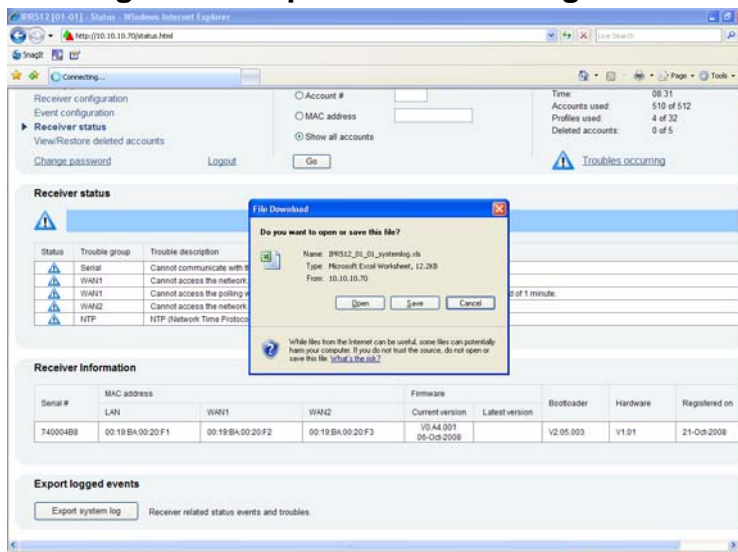 IPR512 [01-01] - Status - Windows Internet Explorer
http://10.10.10.70/status.html
Live Search
SnagIt
Connecting...
Page
Tools
Receiver configuration
Event configuration
Receiver status
View/Restore deleted accounts
Change password
Logout
Account #
MAC address
Show all accounts
Go
Time: 08:31
Accounts used: 510 of 512
Profiles used: 4 of 32
Deleted accounts: 0 of 5
Troubles occurring
Receiver status
Status Trouble group Trouble description
Serial Cannot communicate with
WAN1 Cannot access the network.
WAN1 Cannot access the polling d of 1 minute.
WAN2 Cannot access the network.
NTP NTP (Network Time Protoco
File Download
Do you want to open or save this file?
Name: IPR512_01_01_systemlog.xls
Type: Microsoft Excel Worksheet, 12.2KB
From: 10.10.10.70
Open Save Cancel
While files from the Internet can be useful, some files can potentially
harm your computer. If you do not trust the source, do not open or
save this file. What's the risk?
Receiver Information
Serial # MAC address Firmware Bootloader Hardware Registered on
LAN WAN1 WAN2 Current version Latest version
740004B8 00:19:BA:00:20:F1 00:19:BA:00:20:F2 00:19:BA:00:20:F3 V0.A4.001 V2.05.003 V1.01 21-Oct-2008
06-Oct-2008
Export logged events
Export system log Receiver related status events and troubles.